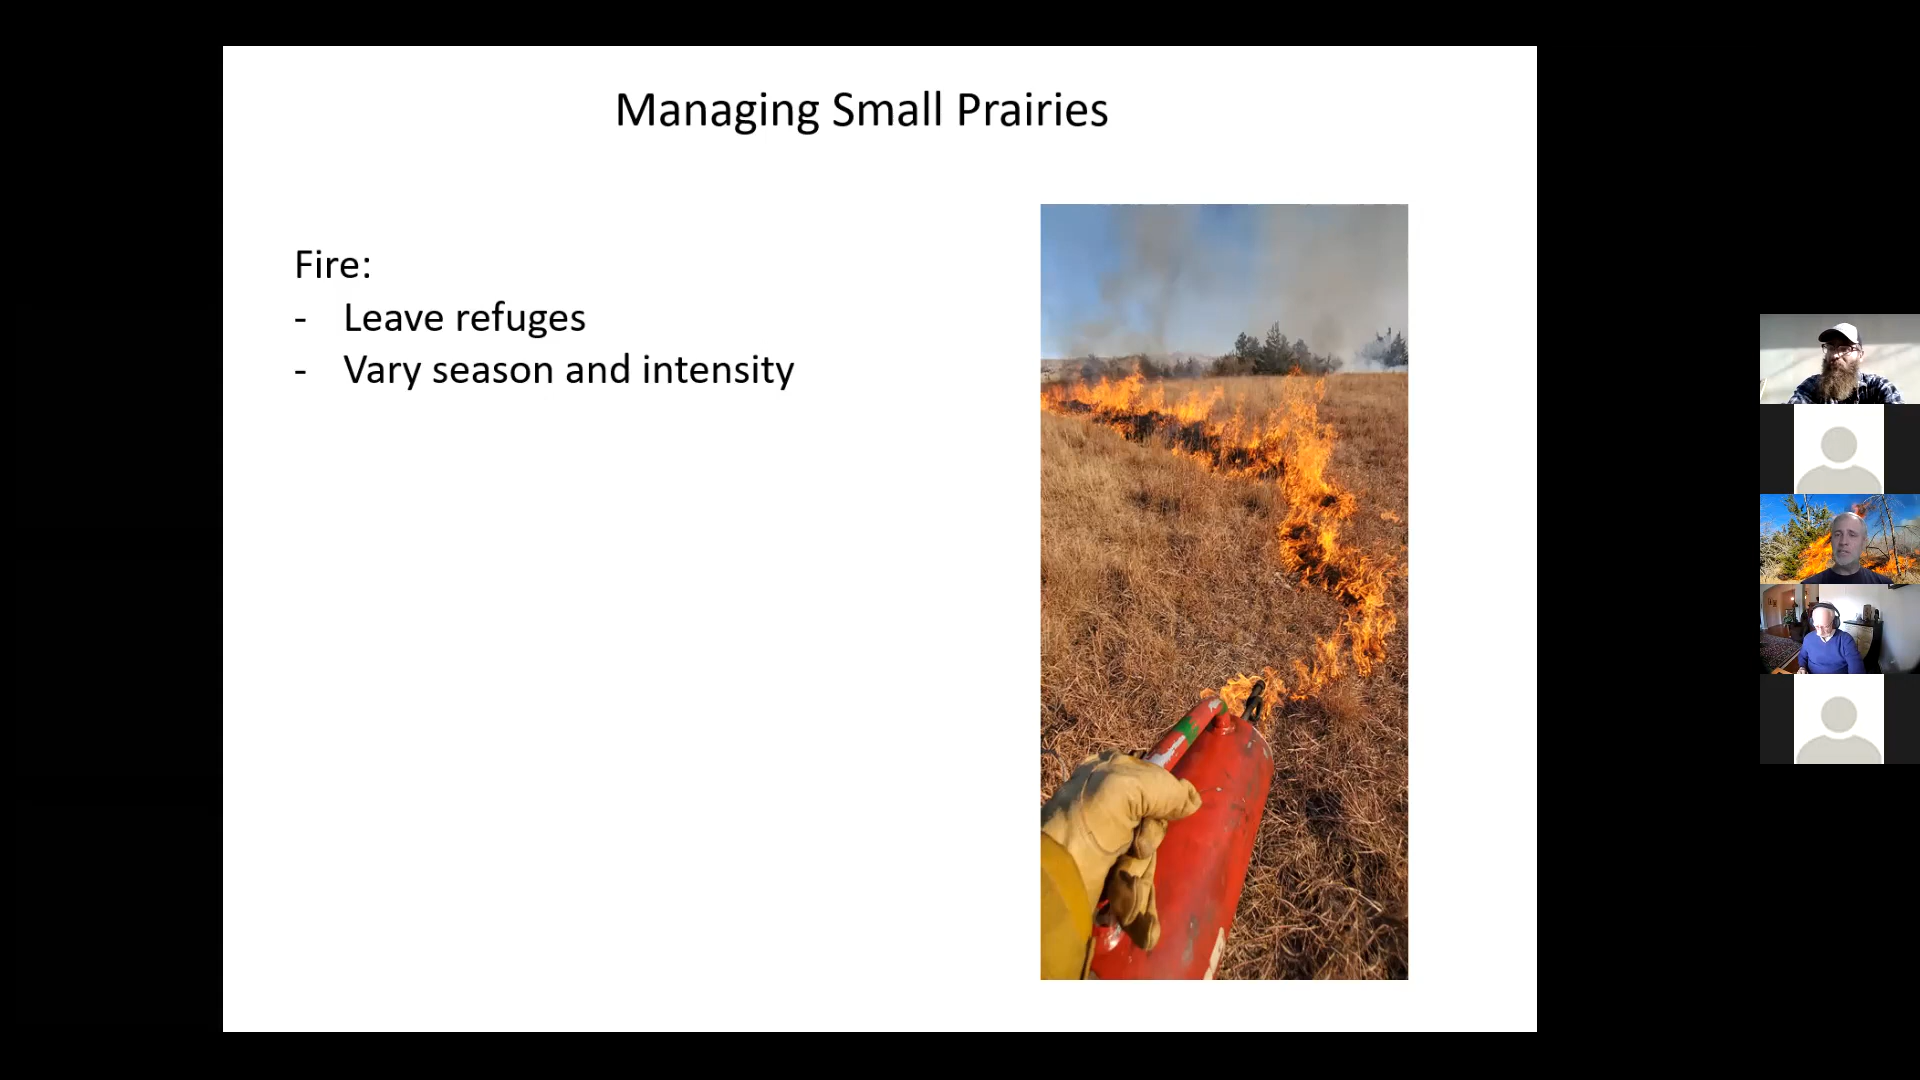 Managing Small Prairies
Fire:
- Leave refuges
- Vary season and intensity